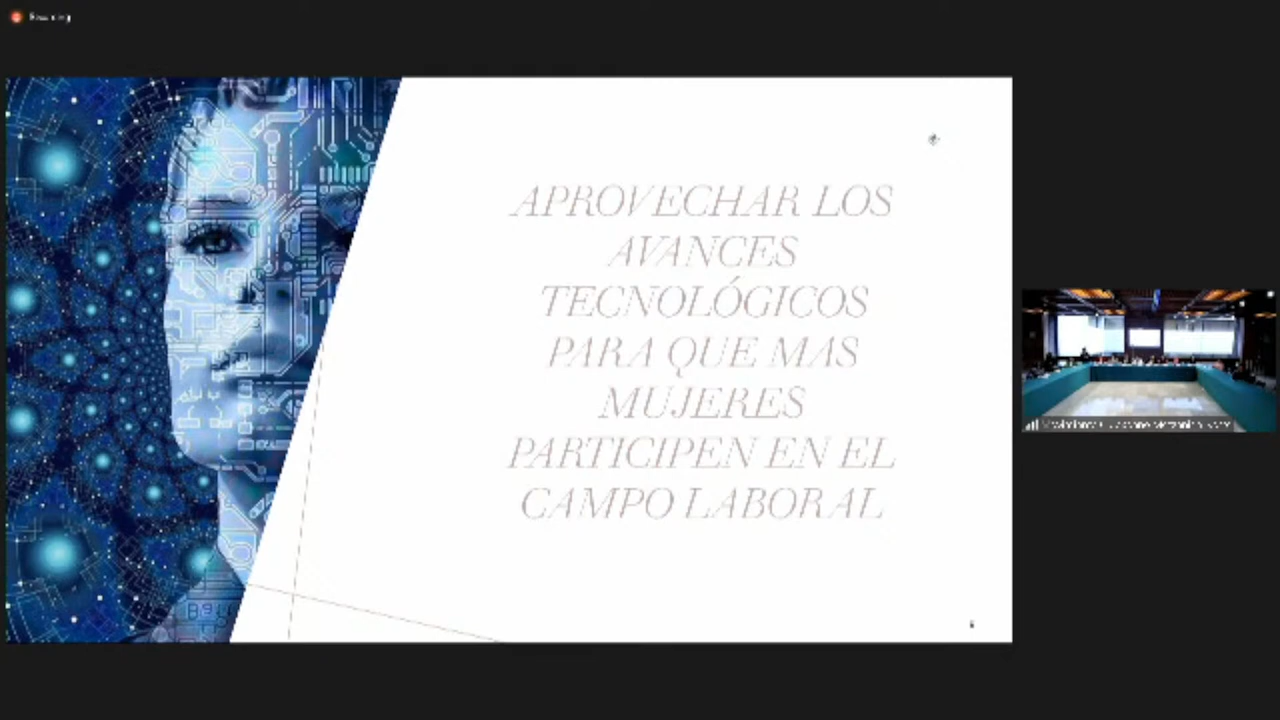 APROVECHAR LOS
AVANCES
TECNOLÓGICOS
PARA QUE MAS
MUJERES
PARTICIPEN EN EL
CAMPO LABORAL